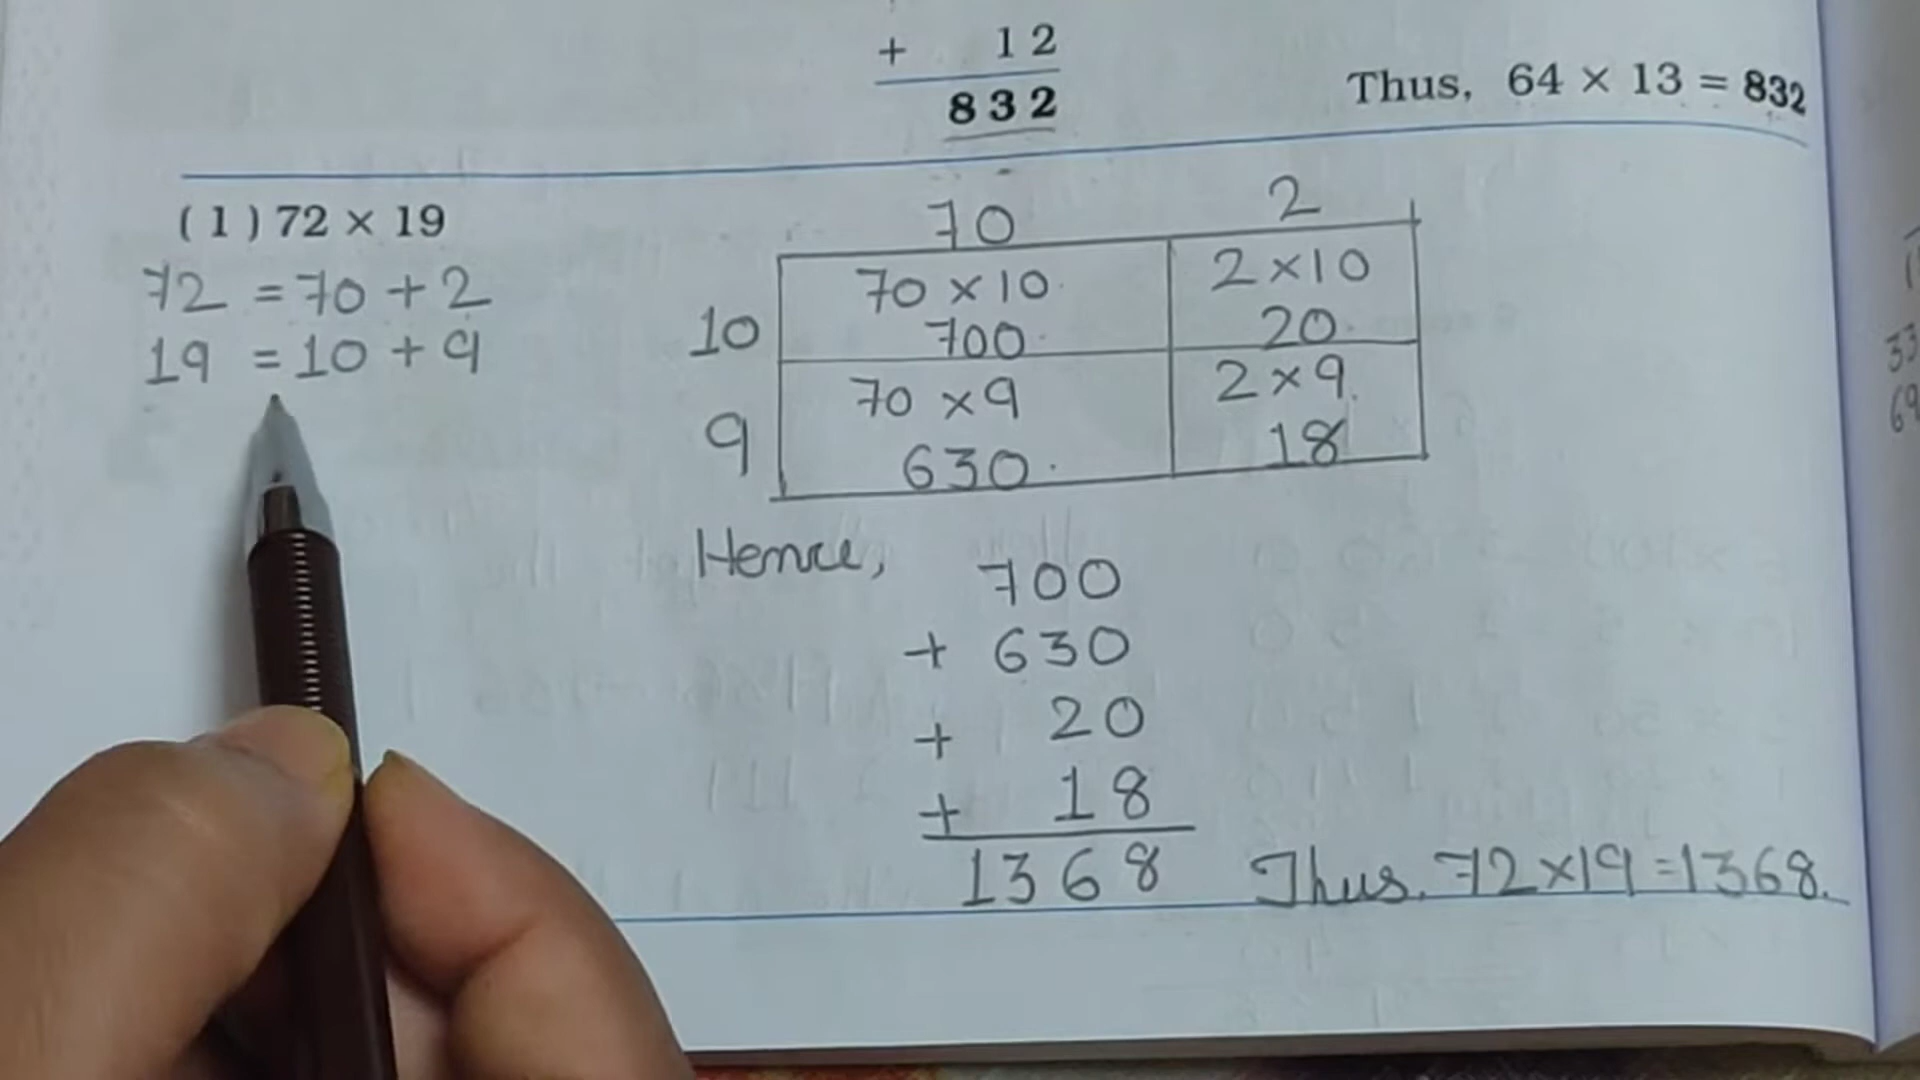 + 12
832
Thus, 64 × 13 = 832
( 1 ) 72 × 19
72 = 70 + 2
19 = 10 + 9
70 2
10
9
70 × 10
700
2 × 10
20
70 × 9
630
2 × 9
18
Hence,
700
+ 630
+ 20
+ 18
1368
Thus, 72 × 19 = 1368.
33
69